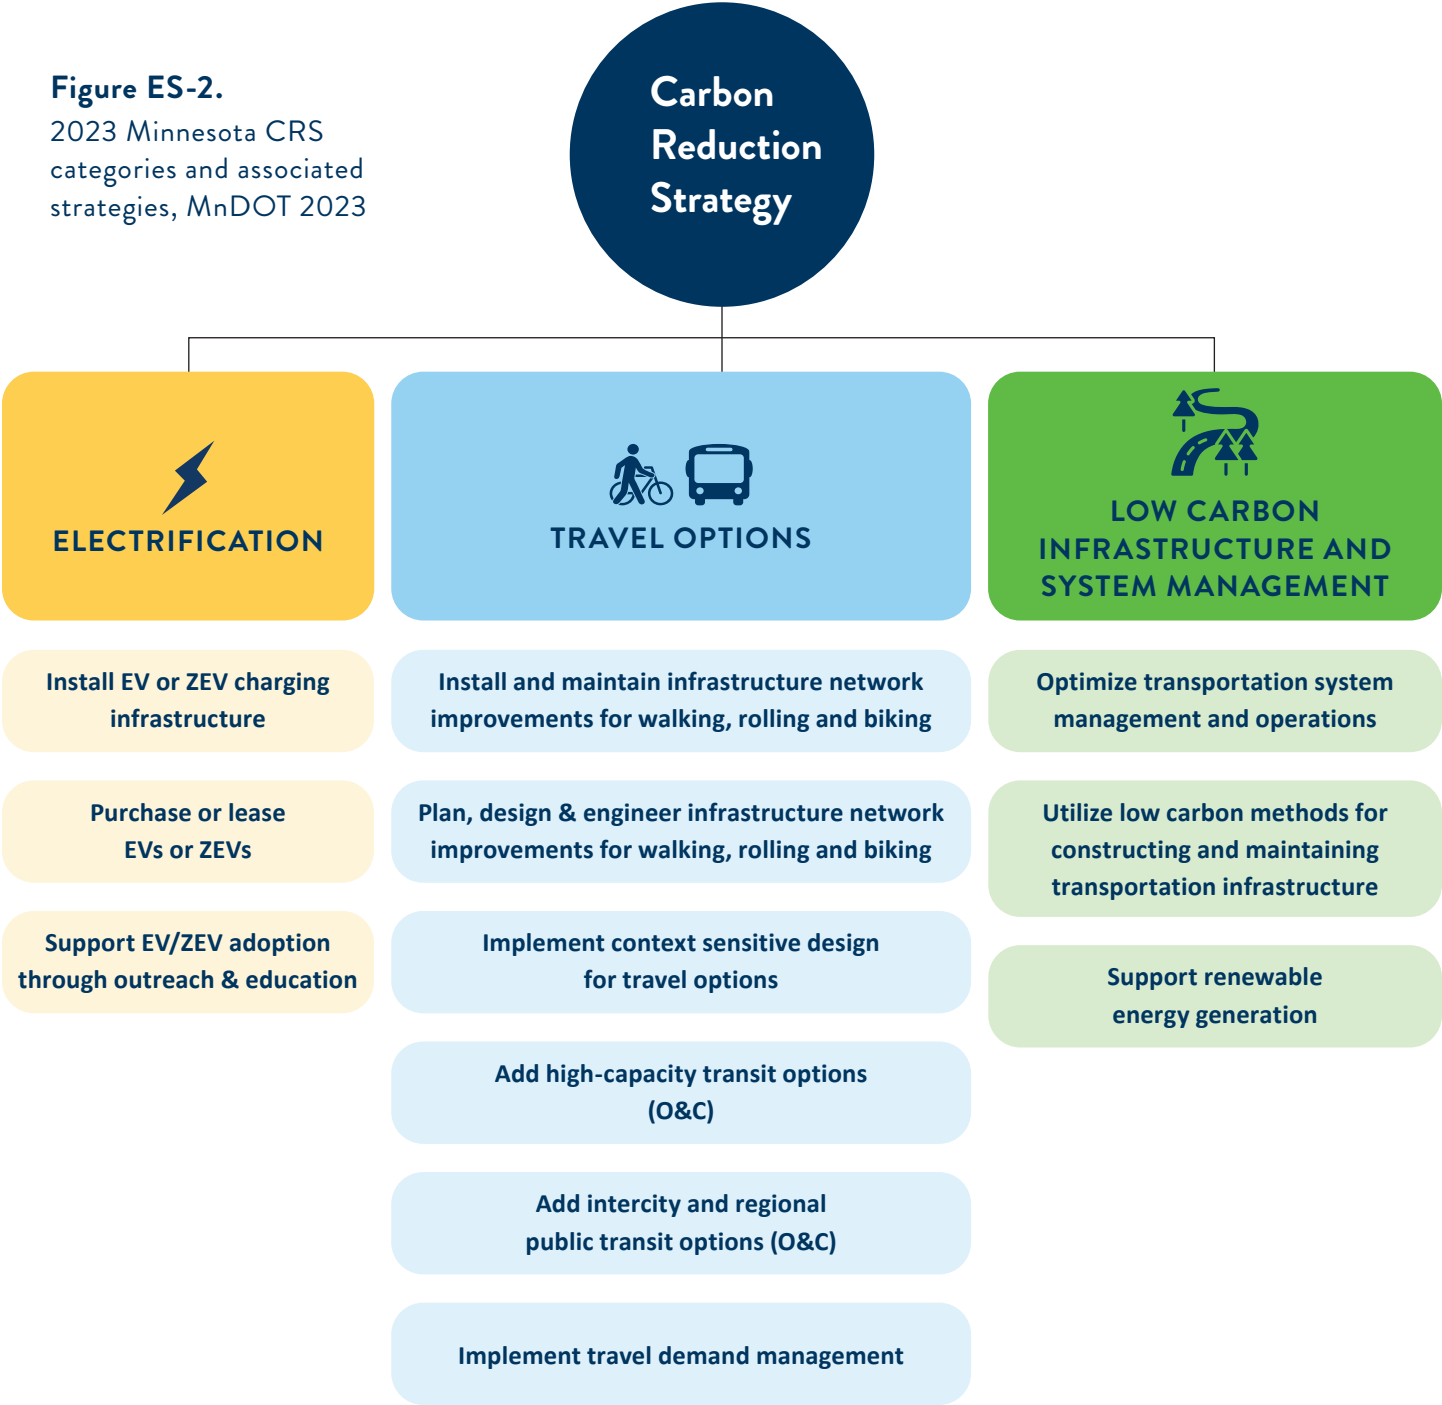 Figure ES-2.
2023 Minnesota CRS
categories and associated
strategies, MnDOT 2023
Carbon
Reduction
Strategy
ELECTRIFICATION
Install EV or ZEV charging
infrastructure
Purchase or lease
EVs or ZEVs
Support EV/ZEV adoption
through outreach & education
TRAVEL OPTIONS
Install and maintain infrastructure network
improvements for walking, rolling and biking
Plan, design & engineer infrastructure network
improvements for walking, rolling and biking
Implement context sensitive design
for travel options
Add high-capacity transit options
(O&C)
Add intercity and regional
public transit options (O&C)
Implement travel demand management
LOW CARBON
INFRASTRUCTURE AND
SYSTEM MANAGEMENT
Optimize transportation system
management and operations
Utilize low carbon methods for
constructing and maintaining
transportation infrastructure
Support renewable
energy generation